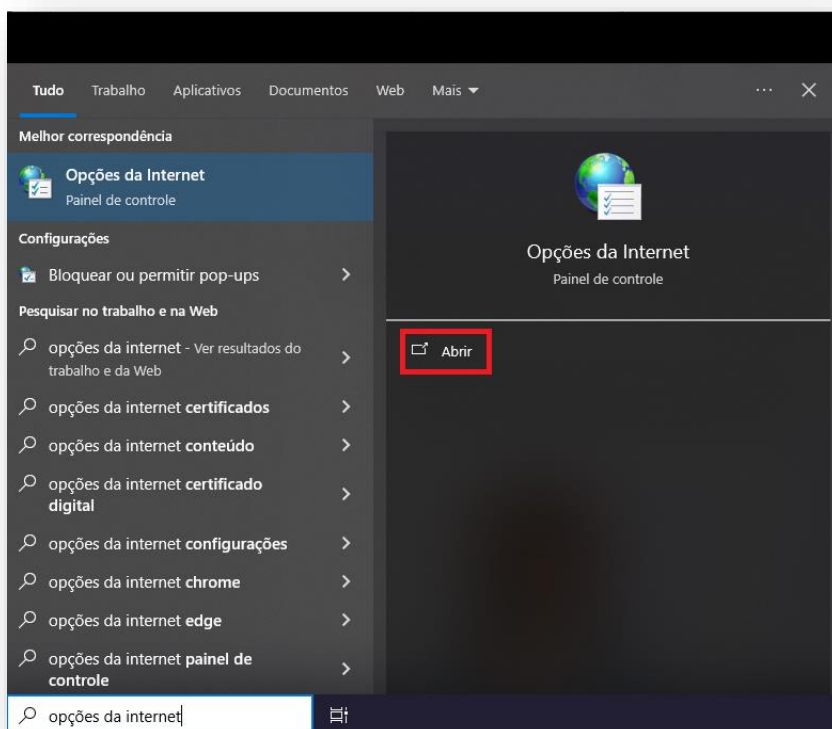 Tudo Trabalho Aplicativos Documentos Web Mais
Melhor correspondência
Opções da Internet
Painel de controle
Configurações
Bloquear ou permitir pop-ups
Pesquisar no trabalho e na Web
opções da internet - Ver resultados do
trabalho e da Web
opções da internet certificados
opções da internet conteúdo
opções da internet certificado
digital
opções da internet configurações
opções da internet chrome
opções da internet edge
opções da internet painel de
controle
opções da internet
Opções da Internet
Painel de controle
Abrir